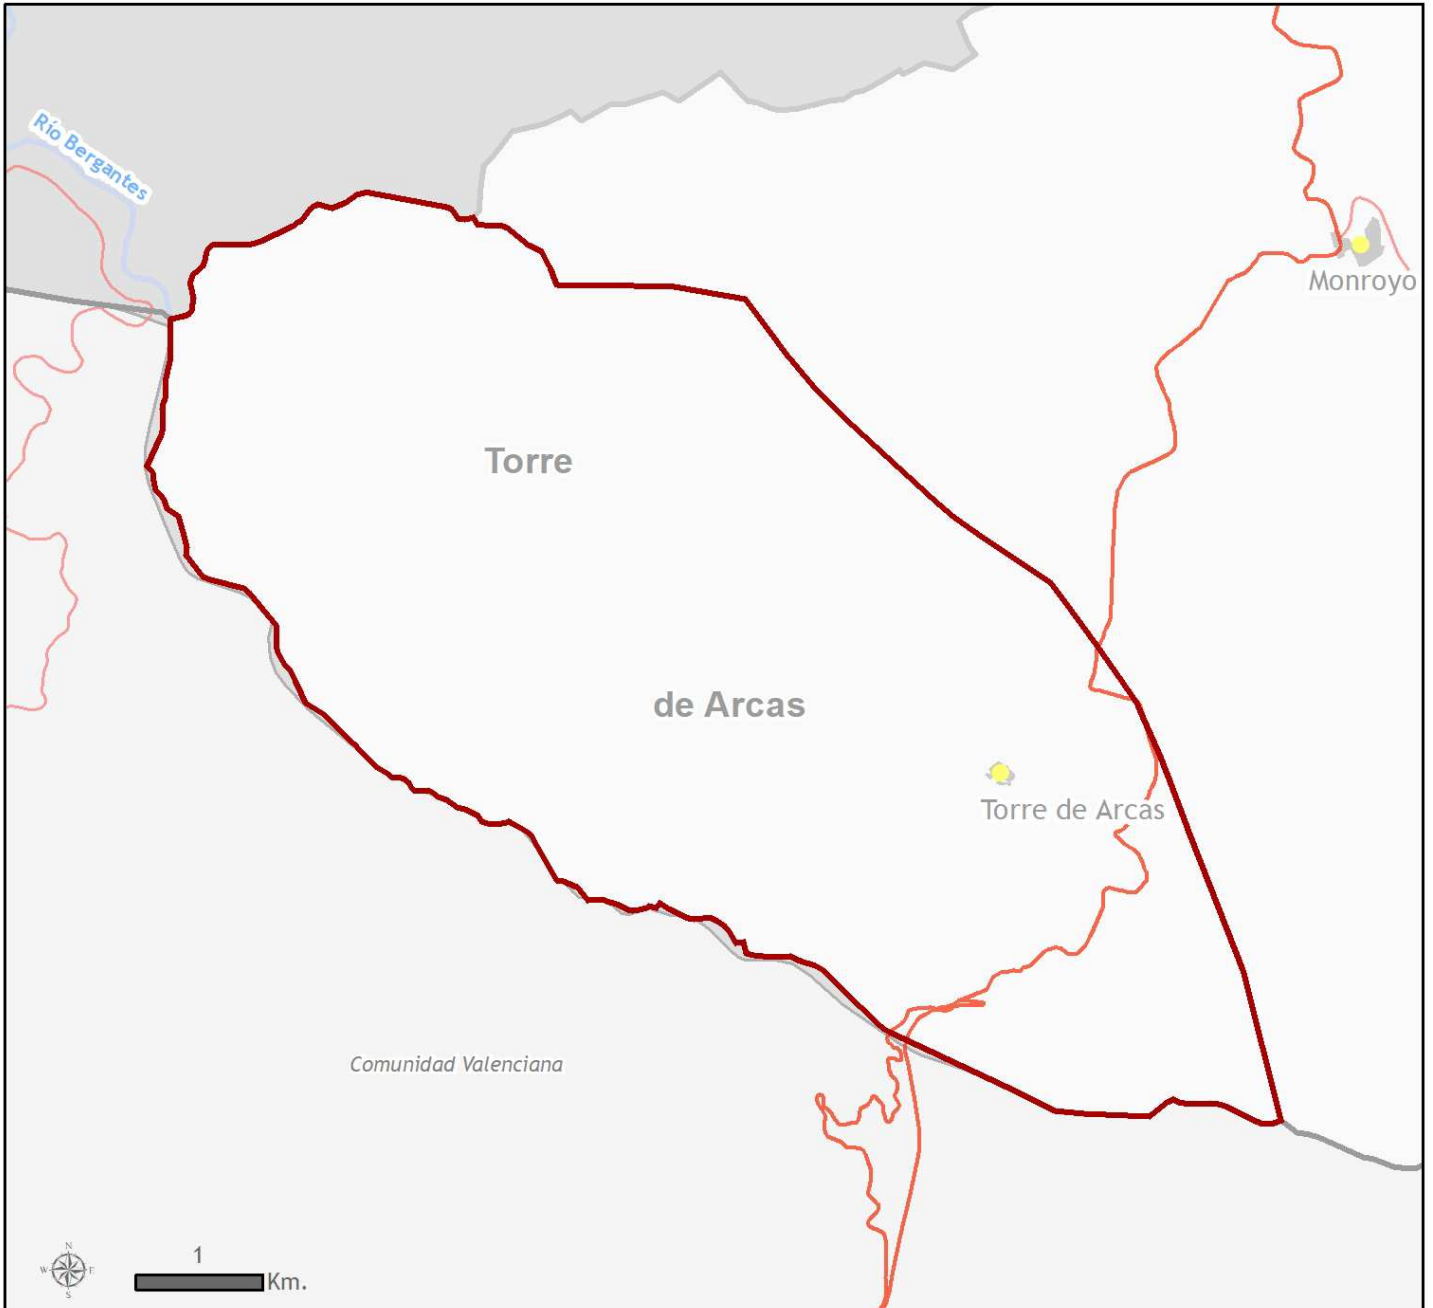 Río Bergantes
Monroyo
Torre
de Arcas
Torre de Arcas
Comunidad Valenciana
N
W E
S
1
Km.